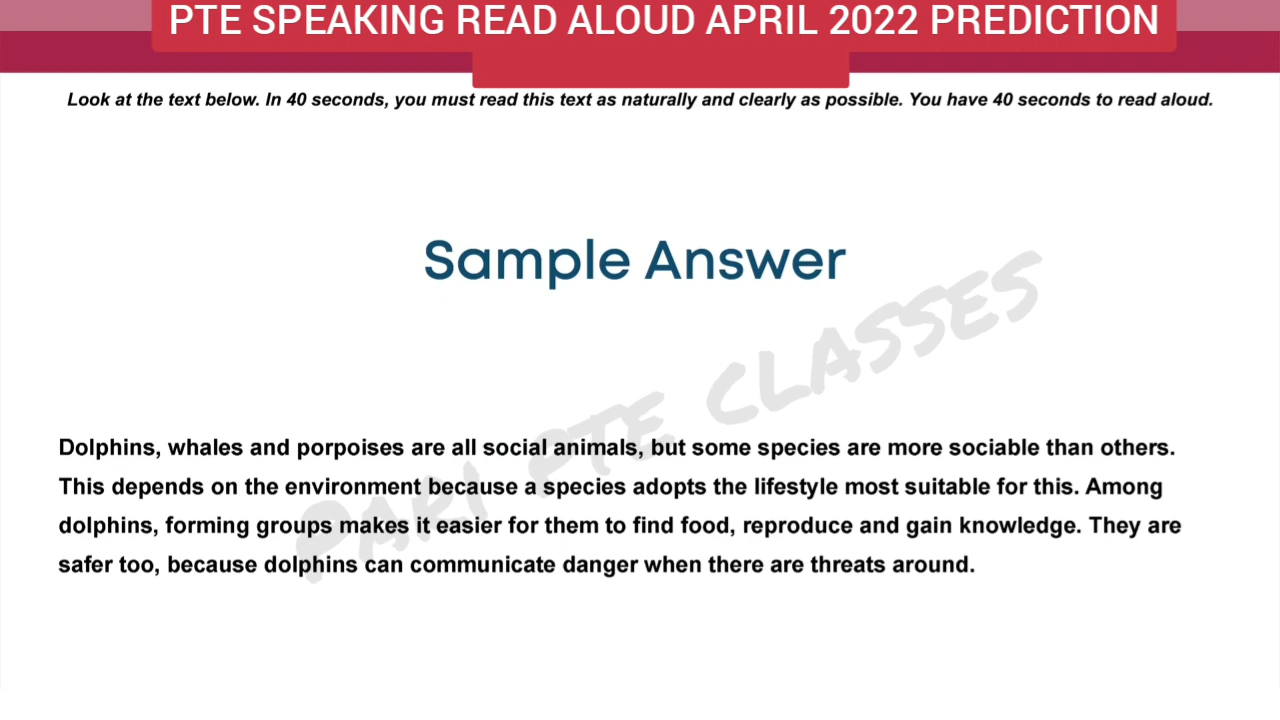 PTE SPEAKING READ ALOUD APRIL 2022 PREDICTION
Look at the text below. In 40 seconds, you must read this text as naturally and clearly as possible. You have 40 seconds to read aloud.
Sample Answer
PARI PTE CLASSES
Dolphins, whales and porpoises are all social animals, but some species are more sociable than others.
This depends on the environment because a species adopts the lifestyle most suitable for this. Among
dolphins, forming groups makes it easier for them to find food, reproduce and gain knowledge. They are
safer too, because dolphins can communicate danger when there are threats around.